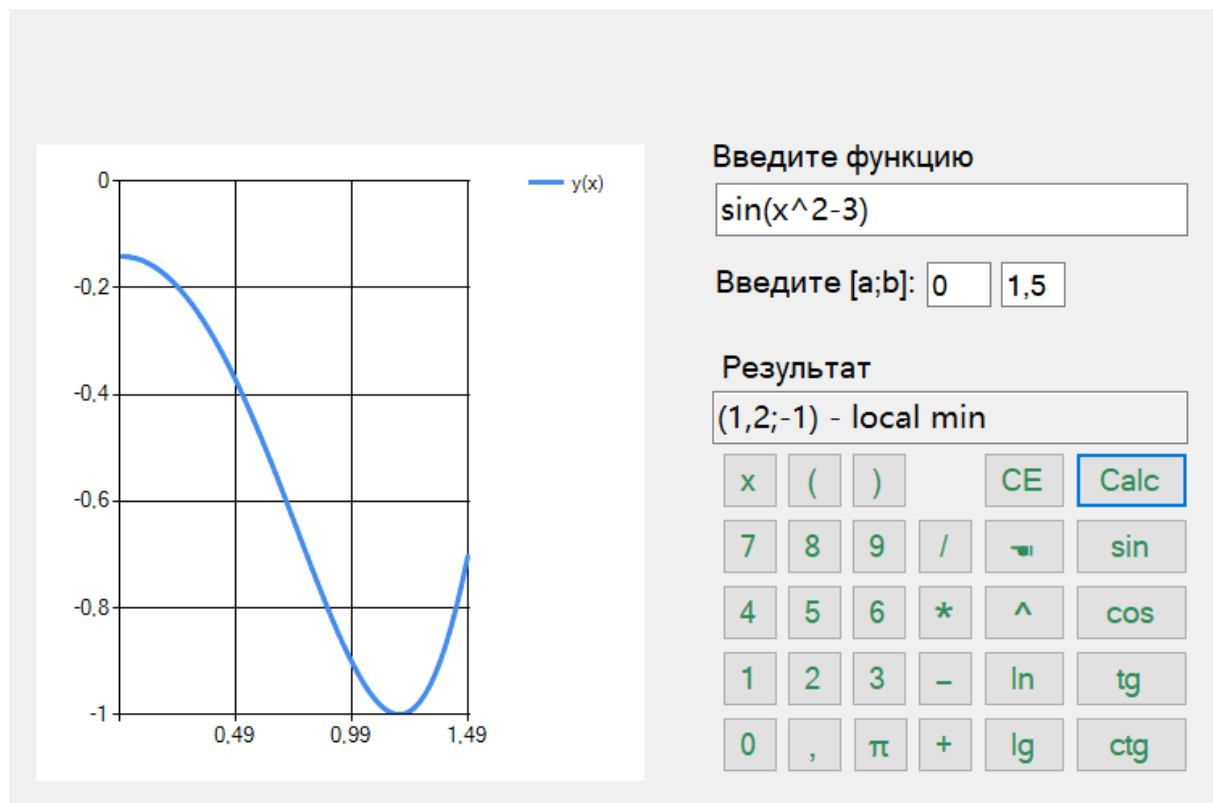 0
-0,2
-0,4
-0,6
-0,8
-1
0,49 0,99 1,49
y(x)
Введите функцию
sin(x^2-3)
Введите [a;b]: 0 1,5
Результат
(1,2;-1) - local min
x ( ) CE Calc
7 8 9 / ☚ sin
4 5 6 * ^ cos
1 2 3 – ln tg
0 , π + lg ctg